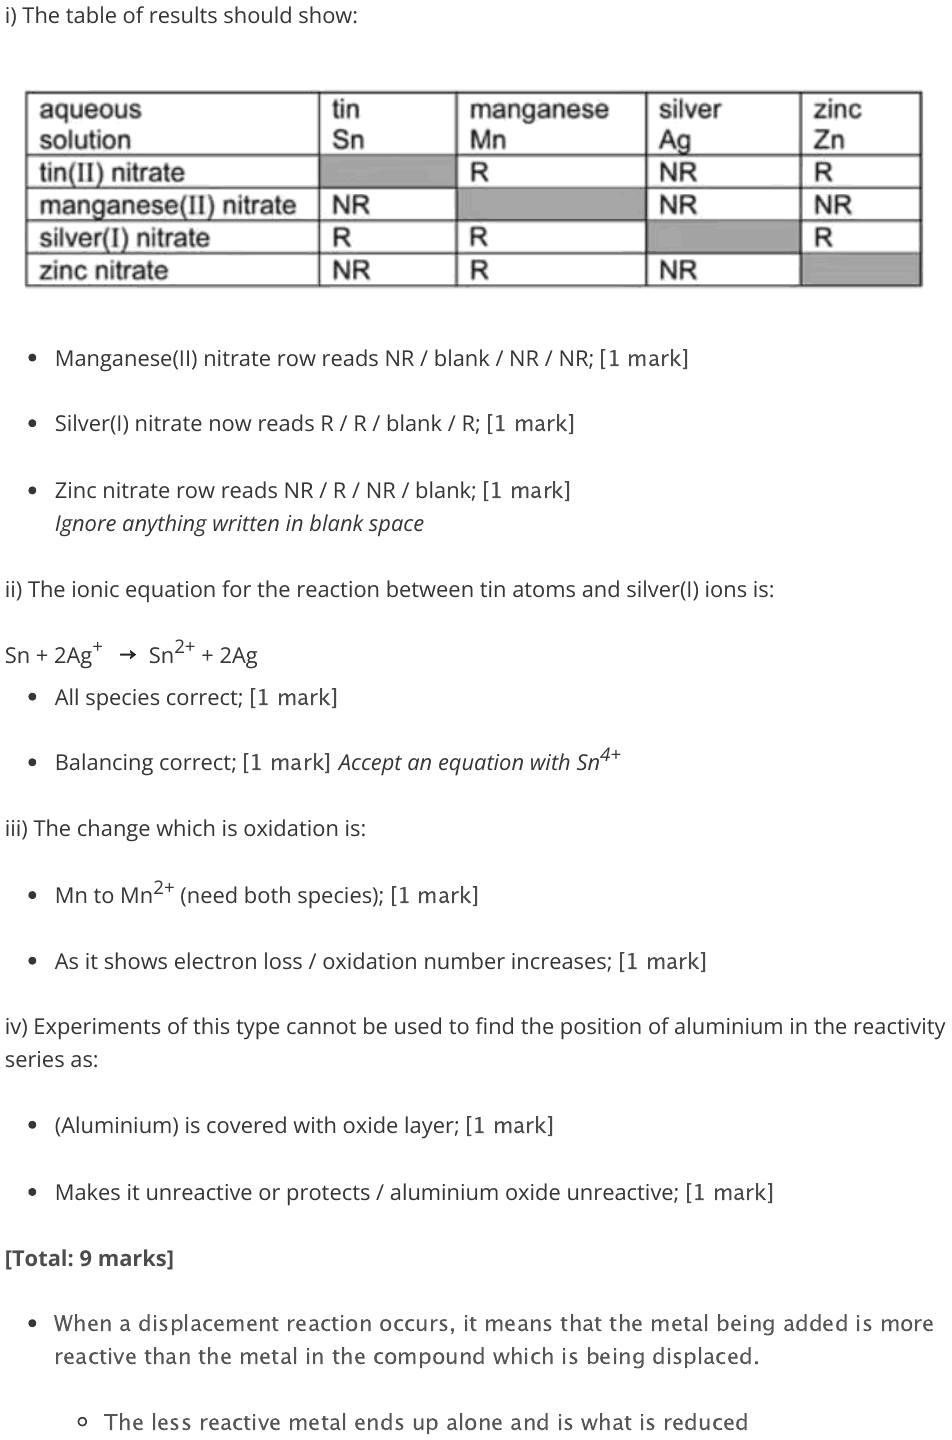 i) The table of results should show:
aqueous solution | tin Sn | manganese Mn | silver Ag | zinc Zn
tin(II) nitrate | | R | NR | R
manganese(II) nitrate | NR | | NR | NR
silver(I) nitrate | R | R | | R
zinc nitrate | NR | R | NR |
• Manganese(II) nitrate row reads NR / blank / NR / NR; [1 mark]
• Silver(I) nitrate now reads R / R / blank / R; [1 mark]
• Zinc nitrate row reads NR / R / NR / blank; [1 mark]
Ignore anything written in blank space
ii) The ionic equation for the reaction between tin atoms and silver(I) ions is:
Sn + 2Ag⁺ → Sn²⁺ + 2Ag
• All species correct; [1 mark]
• Balancing correct; [1 mark] Accept an equation with Sn⁴⁺
iii) The change which is oxidation is:
• Mn to Mn²⁺ (need both species); [1 mark]
• As it shows electron loss / oxidation number increases; [1 mark]
iv) Experiments of this type cannot be used to find the position of aluminium in the reactivity
series as:
• (Aluminium) is covered with oxide layer; [1 mark]
• Makes it unreactive or protects / aluminium oxide unreactive; [1 mark]
[Total: 9 marks]
• When a displacement reaction occurs, it means that the metal being added is more
reactive than the metal in the compound which is being displaced.
◦ The less reactive metal ends up alone and is what is reduced